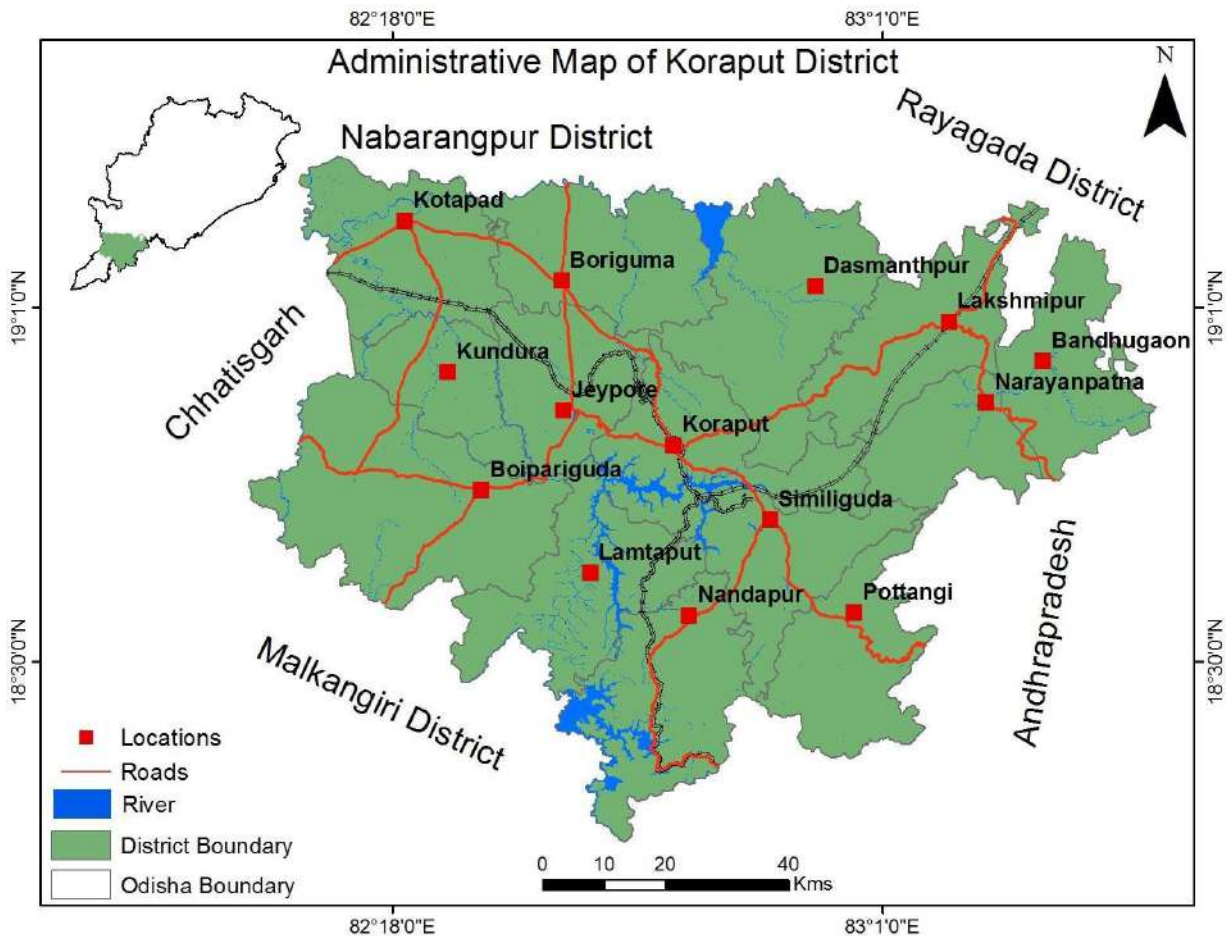 82°18'0"E
83°1'0"E
Administrative Map of Koraput District
N
Nabarangpur District
Rayagada District
Kotapad
Boriguma
Dasmanthpur
19°1'0"N
19°1'0"N
Lakshmipur
Bandhugaon
Chhatisgarh
Kundura
Narayanpatna
Jeypore
Koraput
Boipariguda
Similiguda
Lamtaput
Nandapur
Pottangi
Andhrapradesh
18°30'0"N
18°30'0"N
Malkangiri District
Locations
Roads
River
District Boundary
Odisha Boundary
0 10 20 40
Kms
82°18'0"E
83°1'0"E